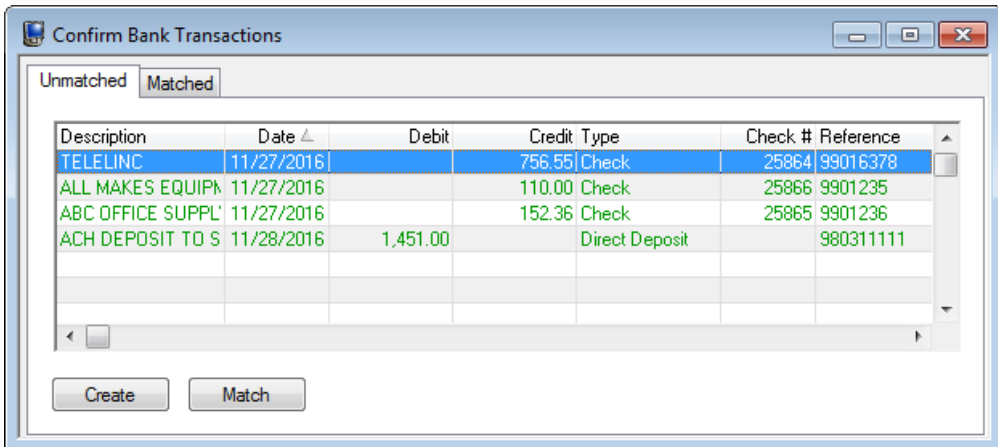 Confirm Bank Transactions
Unmatched Matched
Description Date Debit Credit Type Check # Reference
TELELINC 11/27/2016 756.55 Check 25864 99016378
ALL MAKES EQUIPM 11/27/2016 110.00 Check 25866 9901235
ABC OFFICE SUPPL 11/27/2016 152.36 Check 25865 9901236
ACH DEPOSIT TO S 11/28/2016 1,451.00 Direct Deposit 980311111
Create Match